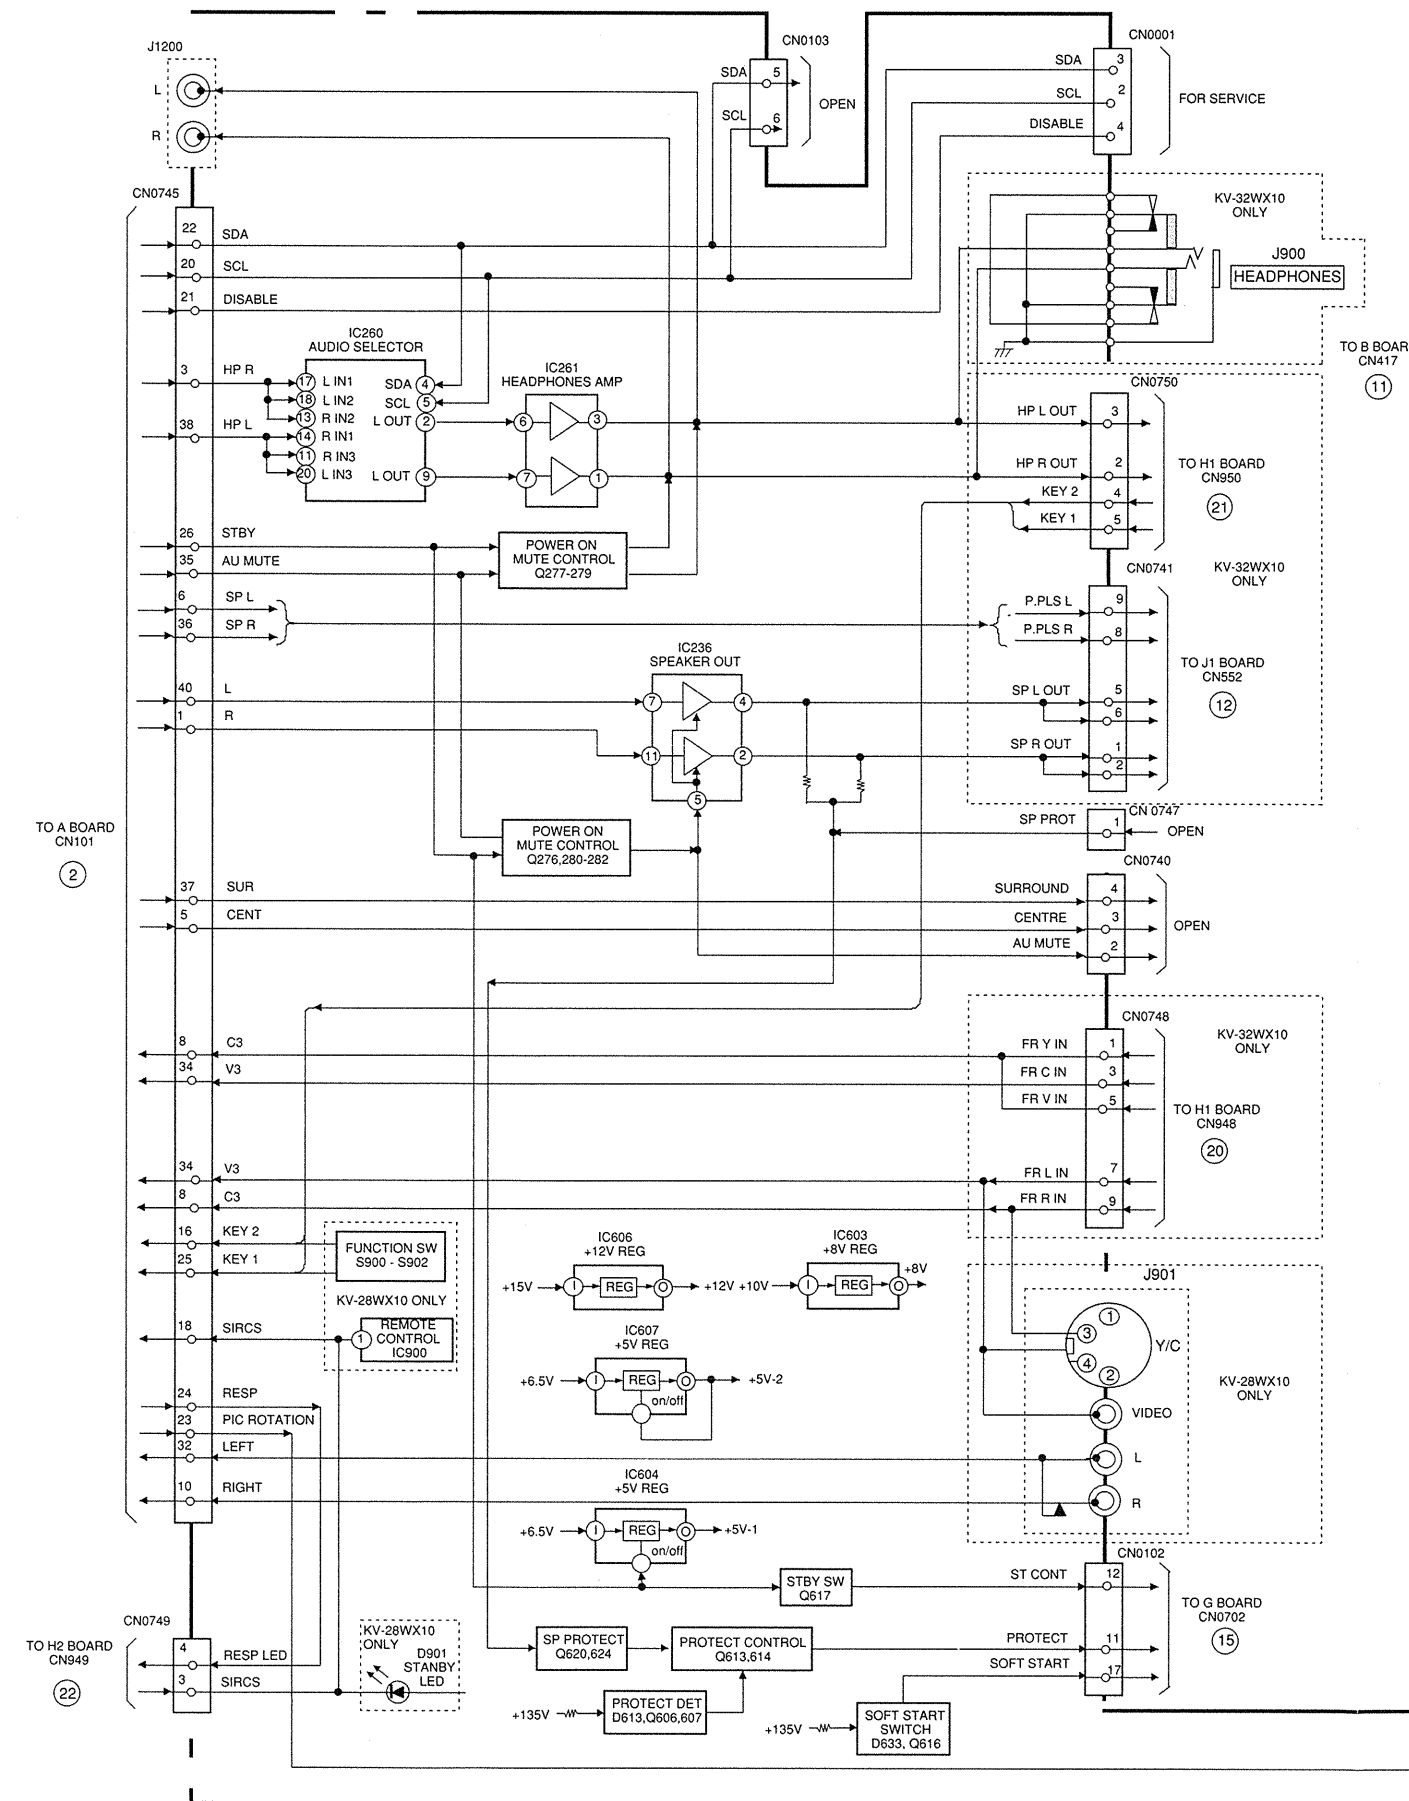 J1200
L
R
CN0103
SDA 5
SCL 6
OPEN
CN0001
SDA 3
SCL 2
DISABLE 4
FOR SERVICE
KV-32WX10
ONLY
J900
HEADPHONES
TO B BOAR
CN417
11
CN0745
22 SDA
20 SCL
21 DISABLE
3 HP R
38 HP L
IC260
AUDIO SELECTOR
17 L IN1
18 L IN2
13 R IN2
14 R IN1
11 R IN3
20 L IN3
SDA 4
SCL 5
L OUT 2
L OUT 9
IC261
HEADPHONES AMP
6 3
7 1
CN0750
HP L OUT 3
HP R OUT 2
KEY 2 4
KEY 1 5
TO H1 BOARD
CN950
21
26 STBY
35 AU MUTE
POWER ON
MUTE CONTROL
Q277-279
6 SP L
36 SP R
KV-32WX10
ONLY
CN0741
P.PLS L 9
P.PLS R 8
SP L OUT 5
6
SP R OUT 1
2
TO J1 BOARD
CN552
12
40 L
1 R
IC236
SPEAKER OUT
7 4
11 2
5
TO A BOARD
CN101
2
POWER ON
MUTE CONTROL
Q276,280-282
CN 0747
SP PROT 1
OPEN
CN0740
37 SUR
5 CENT
SURROUND 4
CENTRE 3
AU MUTE 2
OPEN
8 C3
34 V3
CN0748
FR Y IN 1
FR C IN 3
FR V IN 5
FR L IN 7
FR R IN 9
KV-32WX10
ONLY
TO H1 BOARD
CN948
20
34 V3
8 C3
16 KEY 2
25 KEY 1
FUNCTION SW
S900 - S902
KV-28WX10 ONLY
18 SIRCS
1
REMOTE
CONTROL
IC900
IC606
+12V REG
+15V I REG O +12V
IC603
+8V REG
+10V I REG O +8V
IC607
+5V REG
+6.5V I REG O +5V-2
on/off
IC604
+5V REG
+6.5V I REG O +5V-1
on/off
J901
1
3
4
2
Y/C
VIDEO
L
R
KV-28WX10
ONLY
24 RESP
23 PIC ROTATION
32 LEFT
10 RIGHT
STBY SW
Q617
CN0102
ST CONT 12
PROTECT 11
SOFT START 17
TO G BOARD
CN0702
15
CN0749
TO H2 BOARD
CN949
22
4 RESP LED
3 SIRCS
KV-28WX10
ONLY
D901
STANBY
LED
SP PROTECT
Q620,624
PROTECT CONTROL
Q613,614
+135V
PROTECT DET
D613,Q606,607
+135V
SOFT START
SWITCH
D633, Q616